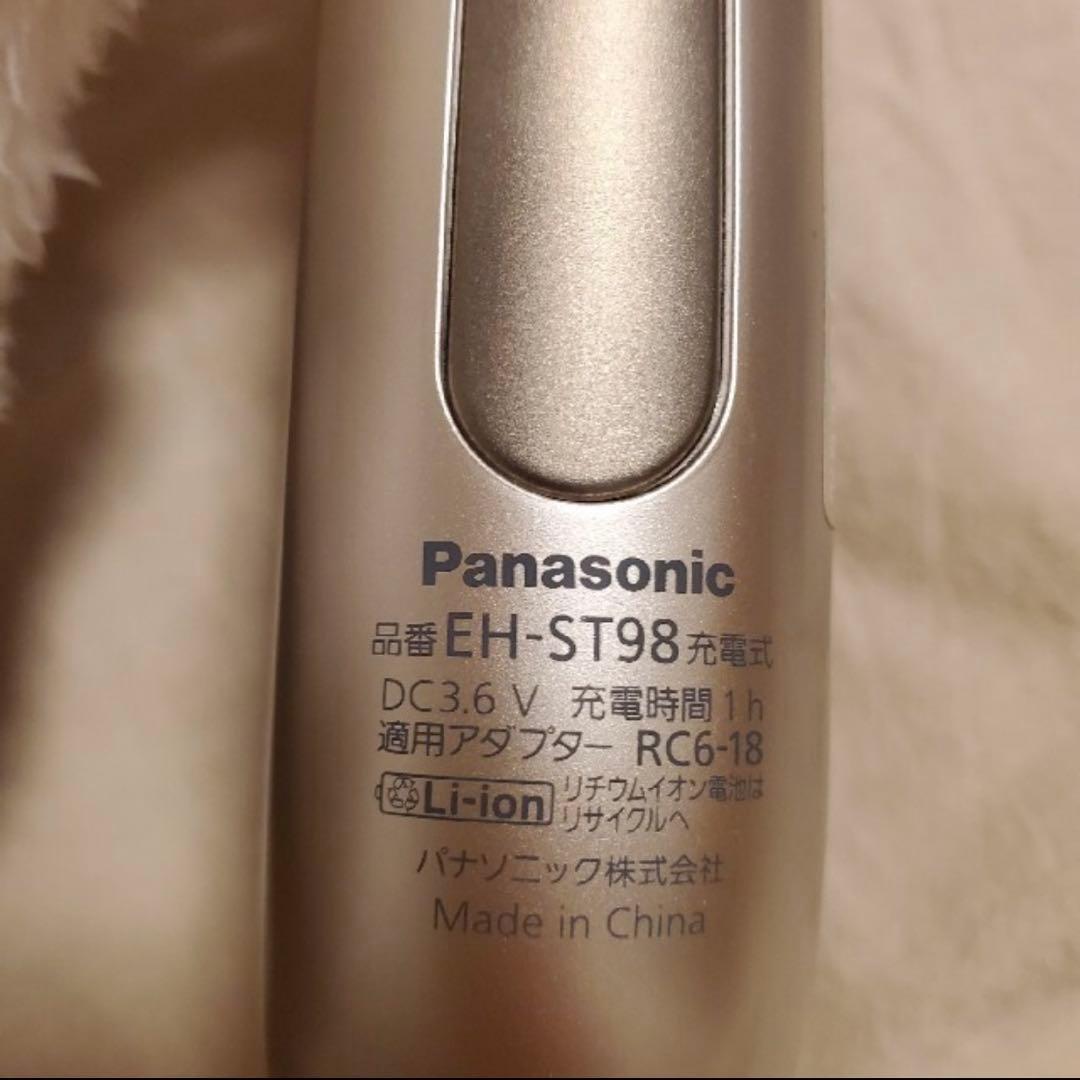 Panasonic
品番 EH-ST98 充電式
DC3.6 V 充電時間 1h
適用アダプター RC6-18
Li-ion リチウムイオン電池は
リサイクルへ
パナソニック株式会社
Made in China